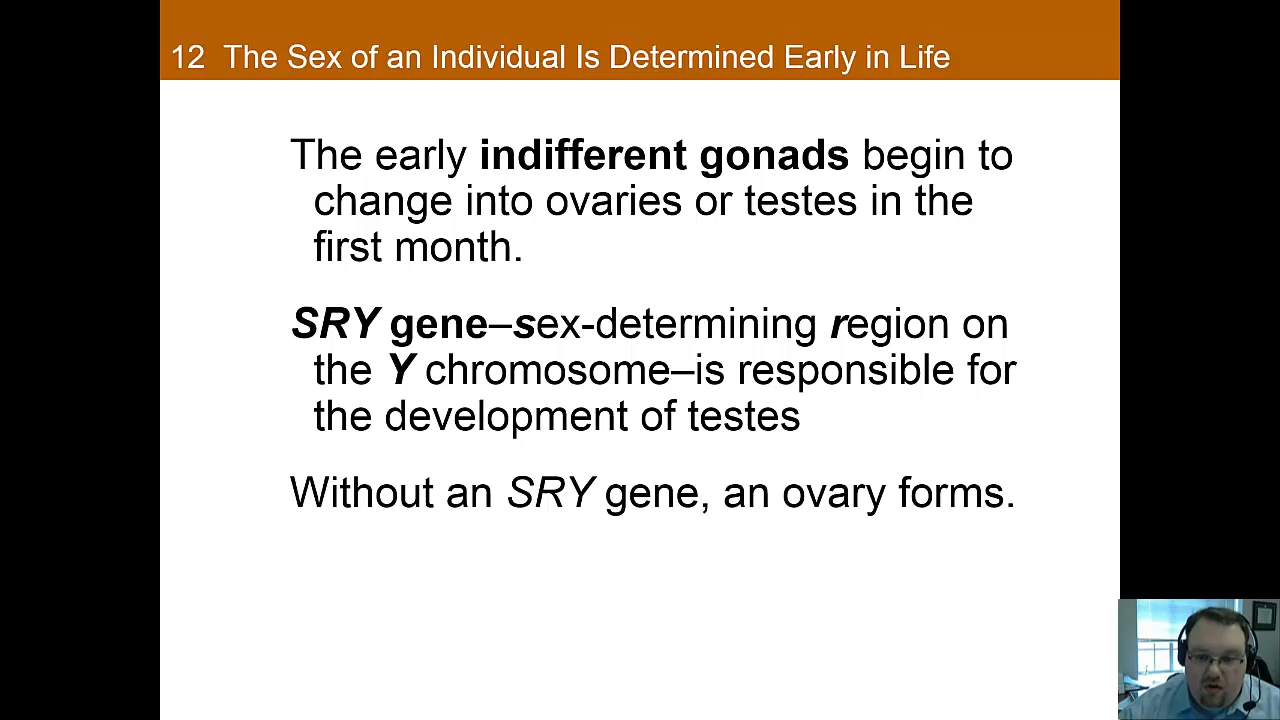 12 The Sex of an Individual Is Determined Early in Life
The early indifferent gonads begin to
change into ovaries or testes in the
first month.
SRY gene–sex-determining region on
the Y chromosome–is responsible for
the development of testes
Without an SRY gene, an ovary forms.